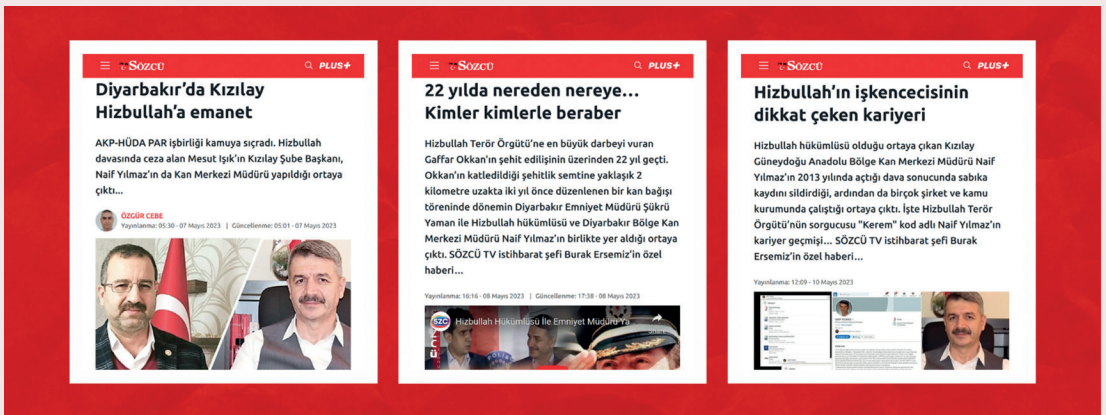 SÖZCÜ PLUS+
Diyarbakır’da Kızılay
Hizbullah’a emanet
AKP-HÜDA PAR işbirliği kamuya sıçradı. Hizbullah
davasında ceza alan Mesut Işık’ın Kızılay Şube Başkanı,
Naif Yılmaz’ın da Kan Merkezi Müdürü yapıldığı ortaya
çıktı...
ÖZGÜR CEBE
Yayınlanma: 05:30 - 07 Mayıs 2023 | Güncellenme: 05:01 - 07 Mayıs 2023
SÖZCÜ PLUS+
22 yılda nereden nereye...
Kimler kimlerle beraber
Hizbullah Terör Örgütü’ne en büyük darbeyi vuran
Gaffar Okkan'ın şehit edilişinin üzerinden 22 yıl geçti.
Okkan’ın katledildiği şehitlik semtine yaklaşık 2
kilometre uzakta iki yıl önce düzenlenen bir kan bağışı
töreninde dönemin Diyarbakır Emniyet Müdürü Şükrü
Yaman ile Hizbullah hükümlüsü ve Diyarbakır Bölge Kan
Merkezi Müdürü Naif Yılmaz’ın birlikte yer aldığı ortaya
çıktı. SÖZCÜ TV istihbarat şefi Burak Ersemiz’in özel
haberi...
Yayınlanma: 16:16 - 08 Mayıs 2023 | Güncellenme: 17:38 - 08 Mayıs 2023
SZC Hizbullah Hükümlüsü İle Emniyet Müdürü Ya
POLİS
SÖZCÜ PLUS+
Hizbullah’ın işkencecisinin
dikkat çeken kariyeri
Hizbullah hükümlüsü olduğu ortaya çıkan Kızılay
Güneydoğu Anadolu Bölge Kan Merkezi Müdürü Naif
Yılmaz’ın 2013 yılında açtığı dava sonucunda sabıka
kaydını sildirdiği, ardından da birçok şirket ve kamu
kurumunda çalıştığı ortaya çıktı. İşte Hizbullah Terör
Örgütü’nün sorgucusu "Kerem" kod adlı Naif Yılmaz’ın
kariyer geçmişi... SÖZCÜ TV istihbarat şefi Burak
Ersemiz’in özel haberi...
Yayınlanma: 12:09 - 10 Mayıs 2023